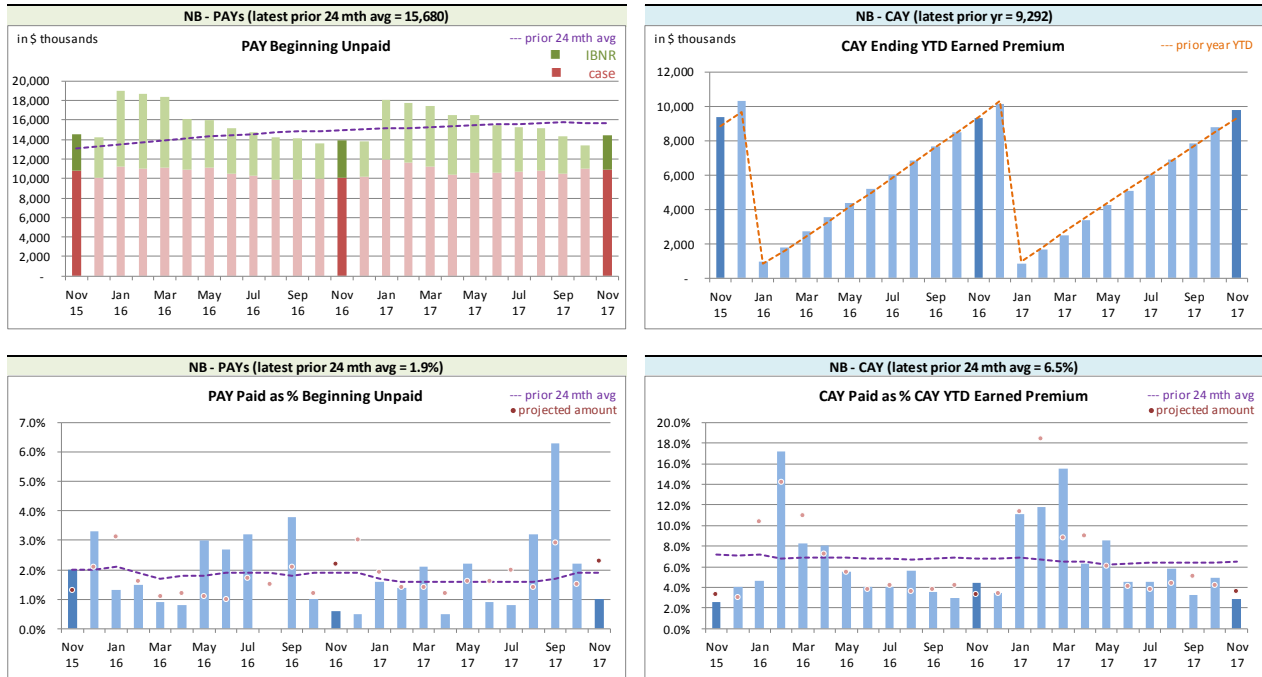 NB - PAYs (latest prior 24 mth avg = 15,680)
in $ thousands
PAY Beginning Unpaid
--- prior 24 mth avg
IBNR
case
20,000
18,000
16,000
14,000
12,000
10,000
8,000
6,000
4,000
2,000
-
Nov Jan Mar May Jul Sep Nov Jan Mar May Jul Sep Nov
15 16 16 16 16 16 16 17 17 17 17 17 17
NB - CAY (latest prior yr = 9,292)
in $ thousands
CAY Ending YTD Earned Premium
--- prior year YTD
12,000
10,000
8,000
6,000
4,000
2,000
-
Nov Jan Mar May Jul Sep Nov Jan Mar May Jul Sep Nov
15 16 16 16 16 16 16 17 17 17 17 17 17
NB - PAYs (latest prior 24 mth avg = 1.9%)
PAY Paid as % Beginning Unpaid
--- prior 24 mth avg
projected amount
7.0%
6.0%
5.0%
4.0%
3.0%
2.0%
1.0%
0.0%
Nov Jan Mar May Jul Sep Nov Jan Mar May Jul Sep Nov
15 16 16 16 16 16 16 17 17 17 17 17 17
NB - CAY (latest prior 24 mth avg = 6.5%)
CAY Paid as % CAY YTD Earned Premium
--- prior 24 mth avg
projected amount
20.0%
18.0%
16.0%
14.0%
12.0%
10.0%
8.0%
6.0%
4.0%
2.0%
0.0%
Nov Jan Mar May Jul Sep Nov Jan Mar May Jul Sep Nov
15 16 16 16 16 16 16 17 17 17 17 17 17